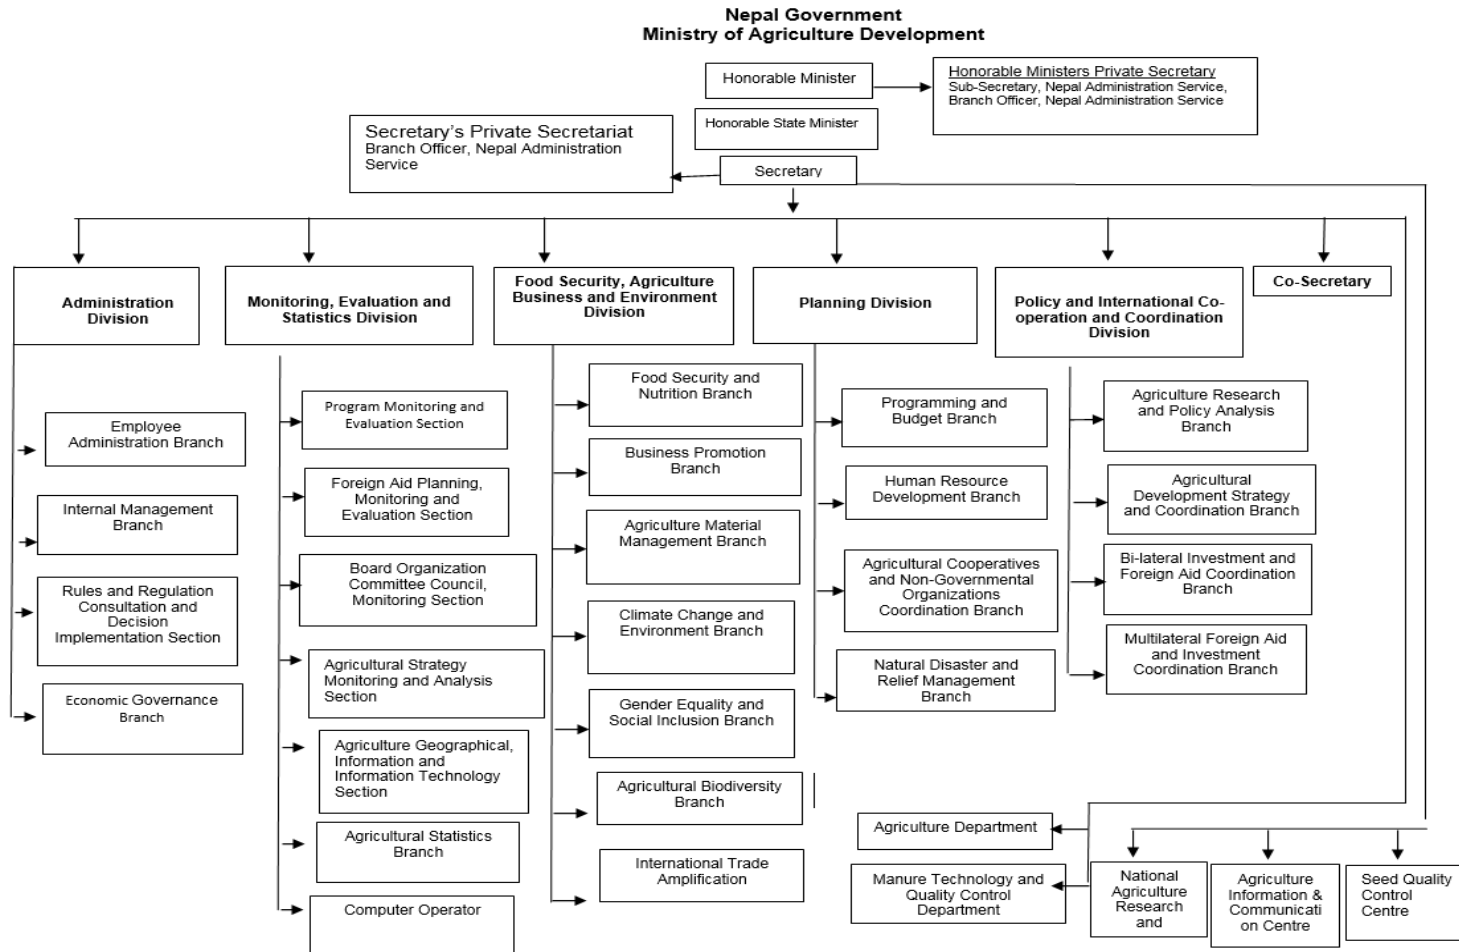 Nepal Government
Ministry of Agriculture Development
Honorable Minister
Honorable Ministers Private Secretary
Sub-Secretary, Nepal Administration Service,
Branch Officer, Nepal Administration Service
Honorable State Minister
Secretary's Private Secretariat
Branch Officer, Nepal Administration
Service
Secretary
Administration
Division
Monitoring, Evaluation and
Statistics Division
Food Security, Agriculture
Business and Environment
Division
Planning Division
Policy and International Co-
operation and Coordination
Division
Co-Secretary
Employee
Administration Branch
Internal Management
Branch
Rules and Regulation
Consultation and
Decision
Implementation Section
Economic Governance
Branch
Program Monitoring and
Evaluation Section
Foreign Aid Planning,
Monitoring and
Evaluation Section
Board Organization
Committee Council,
Monitoring Section
Agricultural Strategy
Monitoring and Analysis
Section
Agriculture Geographical,
Information and
Information Technology
Section
Agricultural Statistics
Branch
Computer Operator
Food Security and
Nutrition Branch
Business Promotion
Branch
Agriculture Material
Management Branch
Climate Change and
Environment Branch
Gender Equality and
Social Inclusion Branch
Agricultural Biodiversity
Branch
International Trade
Amplification
Programming and
Budget Branch
Human Resource
Development Branch
Agricultural Cooperatives
and Non-Governmental
Organizations
Coordination Branch
Natural Disaster and
Relief Management
Branch
Agriculture Research
and Policy Analysis
Branch
Agricultural
Development Strategy
and Coordination Branch
Bi-lateral Investment and
Foreign Aid Coordination
Branch
Multilateral Foreign Aid
and Investment
Coordination Branch
Agriculture Department
Manure Technology and
Quality Control
Department
National
Agriculture
Research
and
Agriculture
Information &
Communicati
on Centre
Seed Quality
Control
Centre